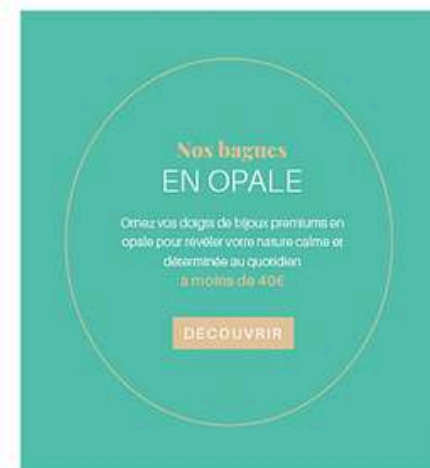 Nos bagues
EN OPALE
Ornez vos doigts de bijoux premiums en
opale pour révéler votre nature calme et
déterminée au quotidien
à moins de 40€
DÉCOUVRIR